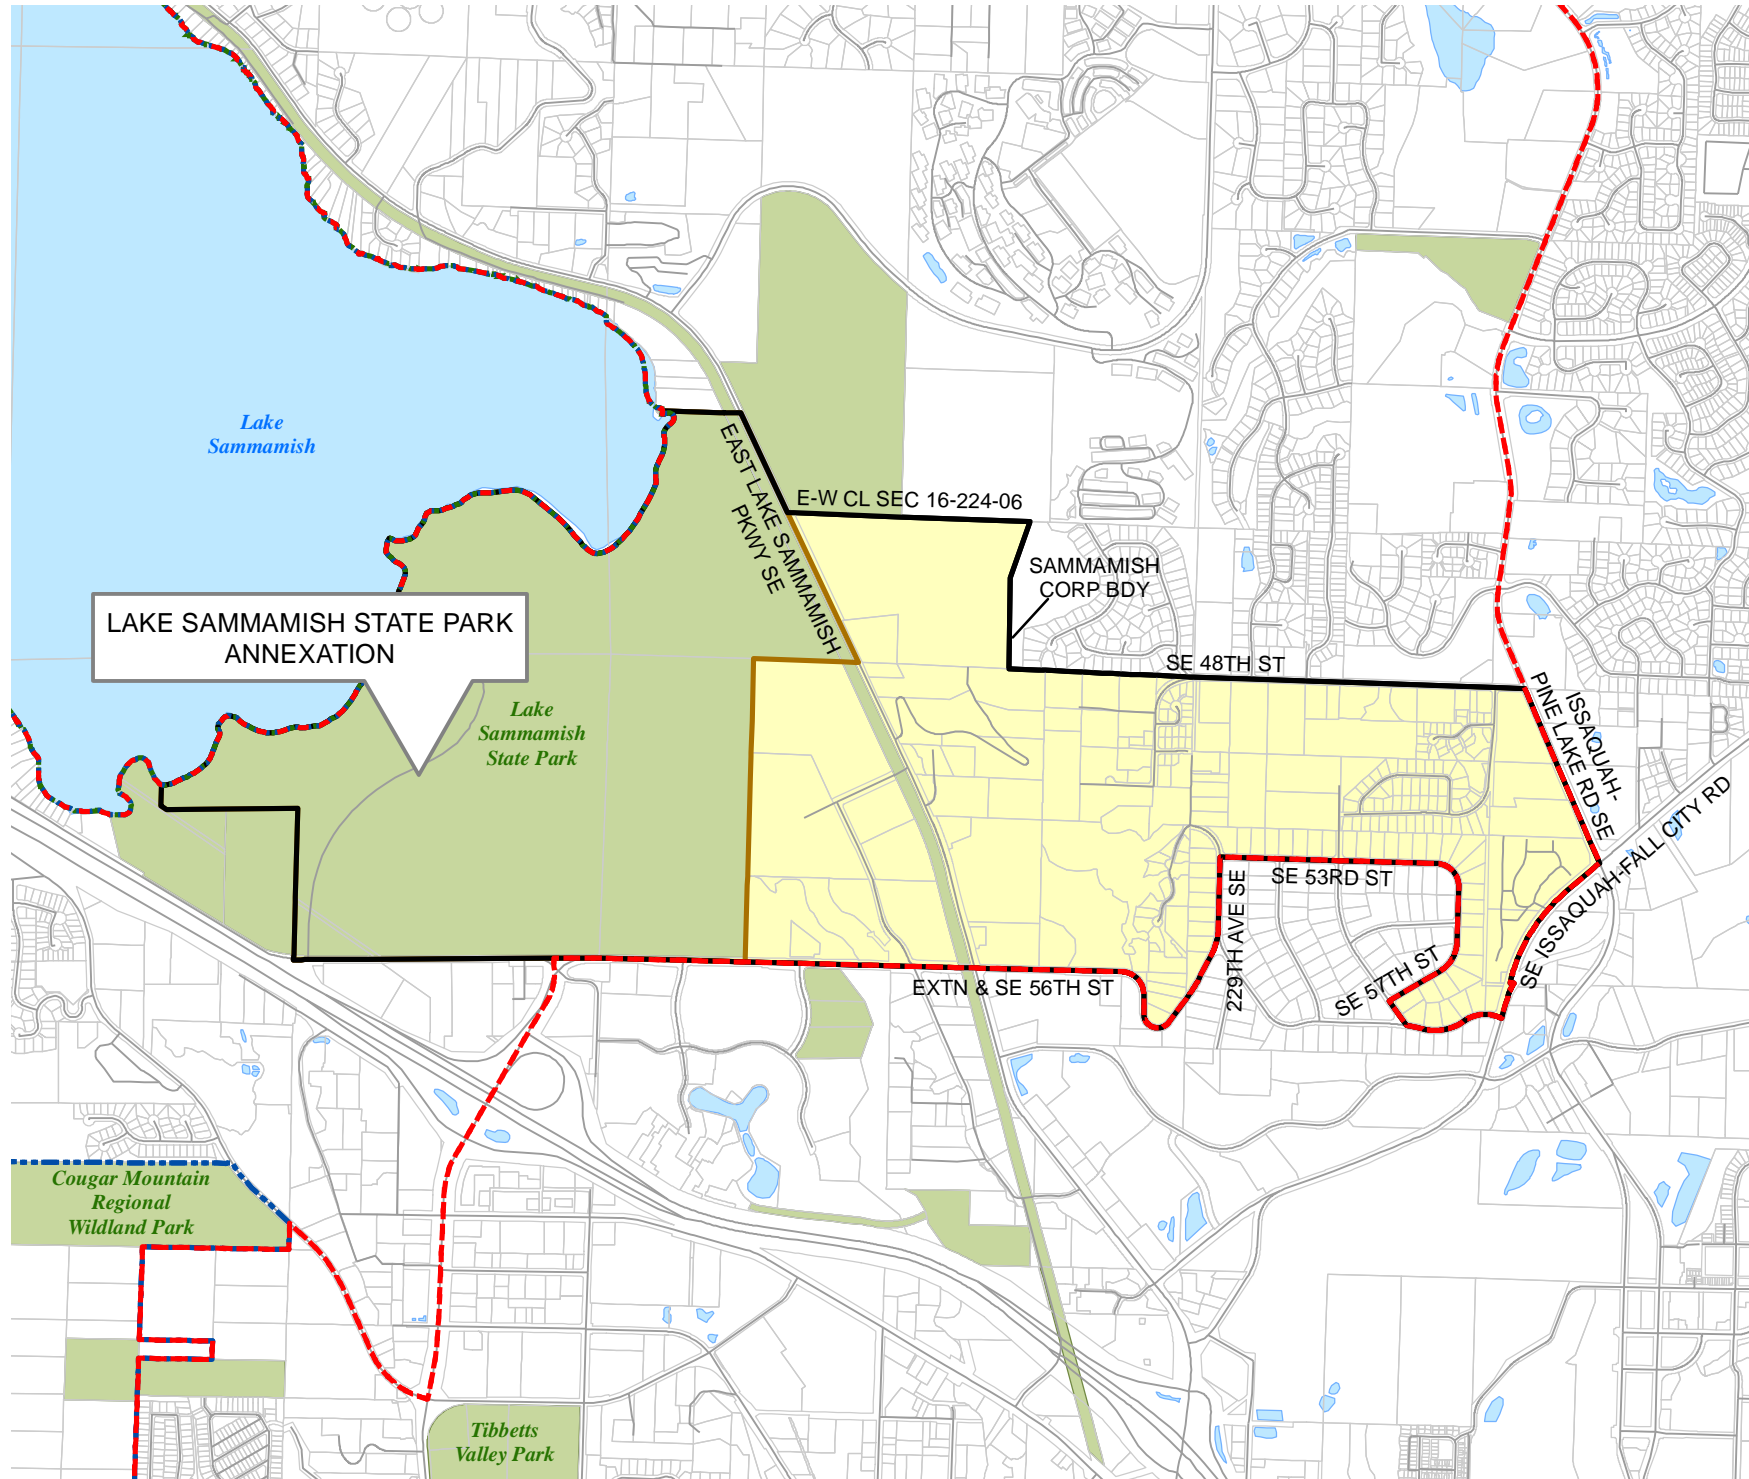 Lake
Sammamish
EAST LAKE SAMMAMISH
PKWY SE
E-W CL SEC 16-224-06
SAMMAMISH
CORP BDY
LAKE SAMMAMISH STATE PARK
ANNEXATION
SE 48TH ST
ISSAQUAH-
PINE LAKE RD SE
Lake
Sammamish
State Park
SE ISSAQUAH-FALL CITY RD
SE 53RD ST
229TH AVE SE
SE 57TH ST
EXTN & SE 56TH ST
Cougar Mountain
Regional
Wildland Park
Tibbetts
Valley Park